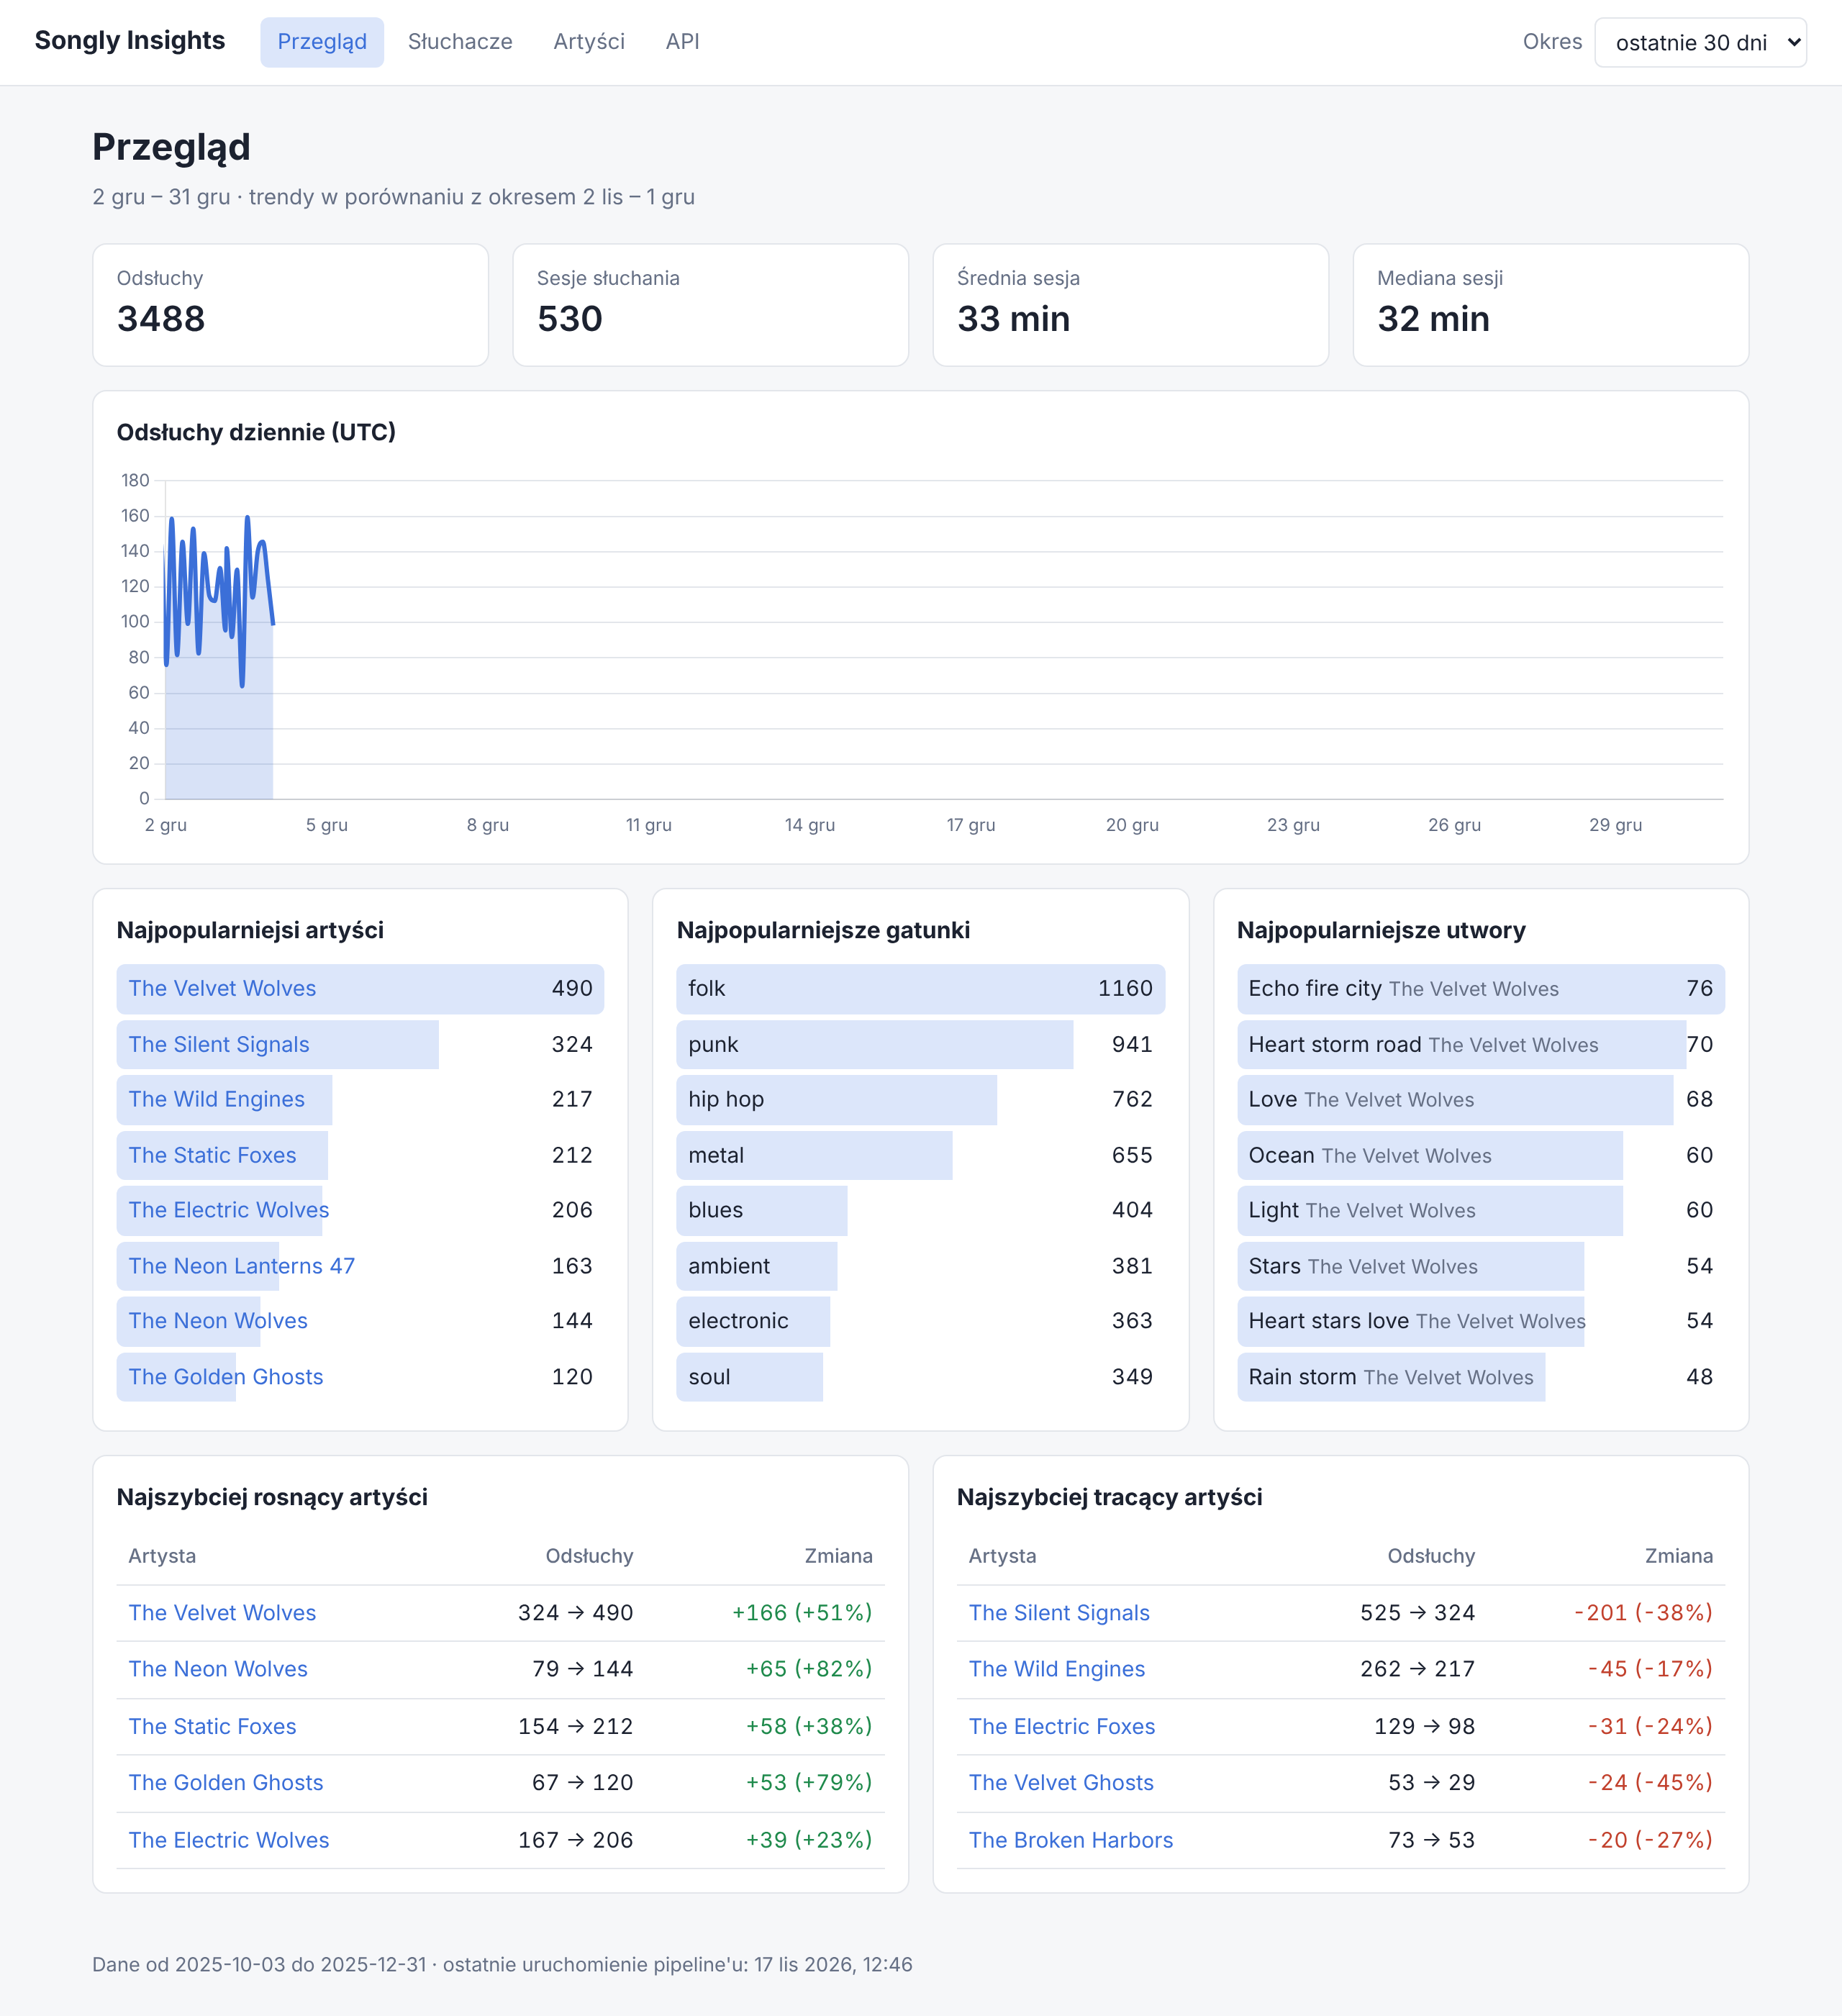 Songly Insights Przegląd Słuchacze Artyści API Okres ostatnie 30 dni
Przegląd
2 gru – 31 gru · trendy w porównaniu z okresem 2 lis – 1 gru
Odsłuchy
3488
Sesje słuchania
530
Średnia sesja
33 min
Mediana sesji
32 min
Odsłuchy dziennie (UTC)
180
160
140
120
100
80
60
40
20
0
2 gru 5 gru 8 gru 11 gru 14 gru 17 gru 20 gru 23 gru 26 gru 29 gru
Najpopularniejsi artyści
The Velvet Wolves 490
The Silent Signals 324
The Wild Engines 217
The Static Foxes 212
The Electric Wolves 206
The Neon Lanterns 47 163
The Neon Wolves 144
The Golden Ghosts 120
Najpopularniejsze gatunki
folk 1160
punk 941
hip hop 762
metal 655
blues 404
ambient 381
electronic 363
soul 349
Najpopularniejsze utwory
Echo fire city The Velvet Wolves 76
Heart storm road The Velvet Wolves 70
Love The Velvet Wolves 68
Ocean The Velvet Wolves 60
Light The Velvet Wolves 60
Stars The Velvet Wolves 54
Heart stars love The Velvet Wolves 54
Rain storm The Velvet Wolves 48
Najszybciej rosnący artyści
Artysta Odsłuchy Zmiana
The Velvet Wolves 324 → 490 +166 (+51%)
The Neon Wolves 79 → 144 +65 (+82%)
The Static Foxes 154 → 212 +58 (+38%)
The Golden Ghosts 67 → 120 +53 (+79%)
The Electric Wolves 167 → 206 +39 (+23%)
Najszybciej tracący artyści
Artysta Odsłuchy Zmiana
The Silent Signals 525 → 324 -201 (-38%)
The Wild Engines 262 → 217 -45 (-17%)
The Electric Foxes 129 → 98 -31 (-24%)
The Velvet Ghosts 53 → 29 -24 (-45%)
The Broken Harbors 73 → 53 -20 (-27%)
Dane od 2025-10-03 do 2025-12-31 · ostatnie uruchomienie pipeline'u: 17 lis 2026, 12:46